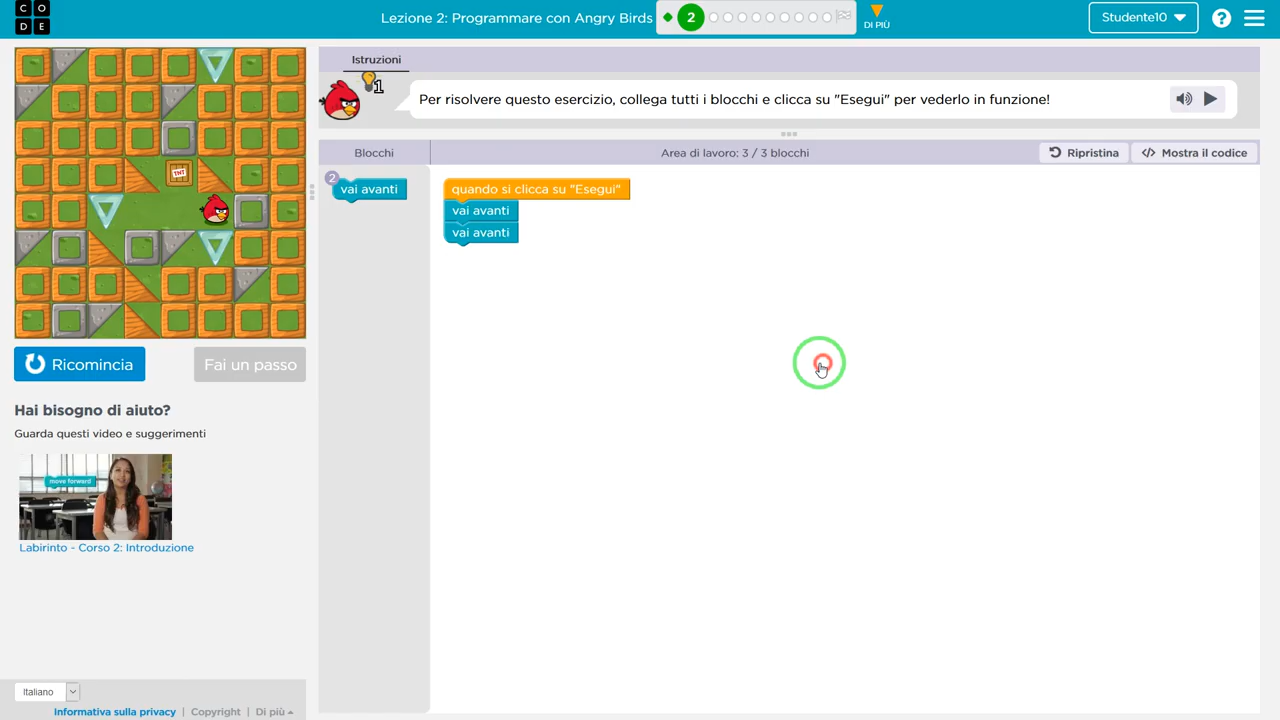 CO
DE
Lezione 2: Programmare con Angry Birds
2
DI PIÙ
Studente10
?
Istruzioni
1
Per risolvere questo esercizio, collega tutti i blocchi e clicca su "Esegui" per vederlo in funzione!
Blocchi
Area di lavoro: 3 / 3 blocchi
Ripristina
</> Mostra il codice
2
vai avanti
quando si clicca su "Esegui"
vai avanti
vai avanti
TNT
Ricomincia
Fai un passo
Hai bisogno di aiuto?
Guarda questi video e suggerimenti
move forward
Labirinto - Corso 2: Introduzione
Italiano
Informativa sulla privacy | Copyright | Di più